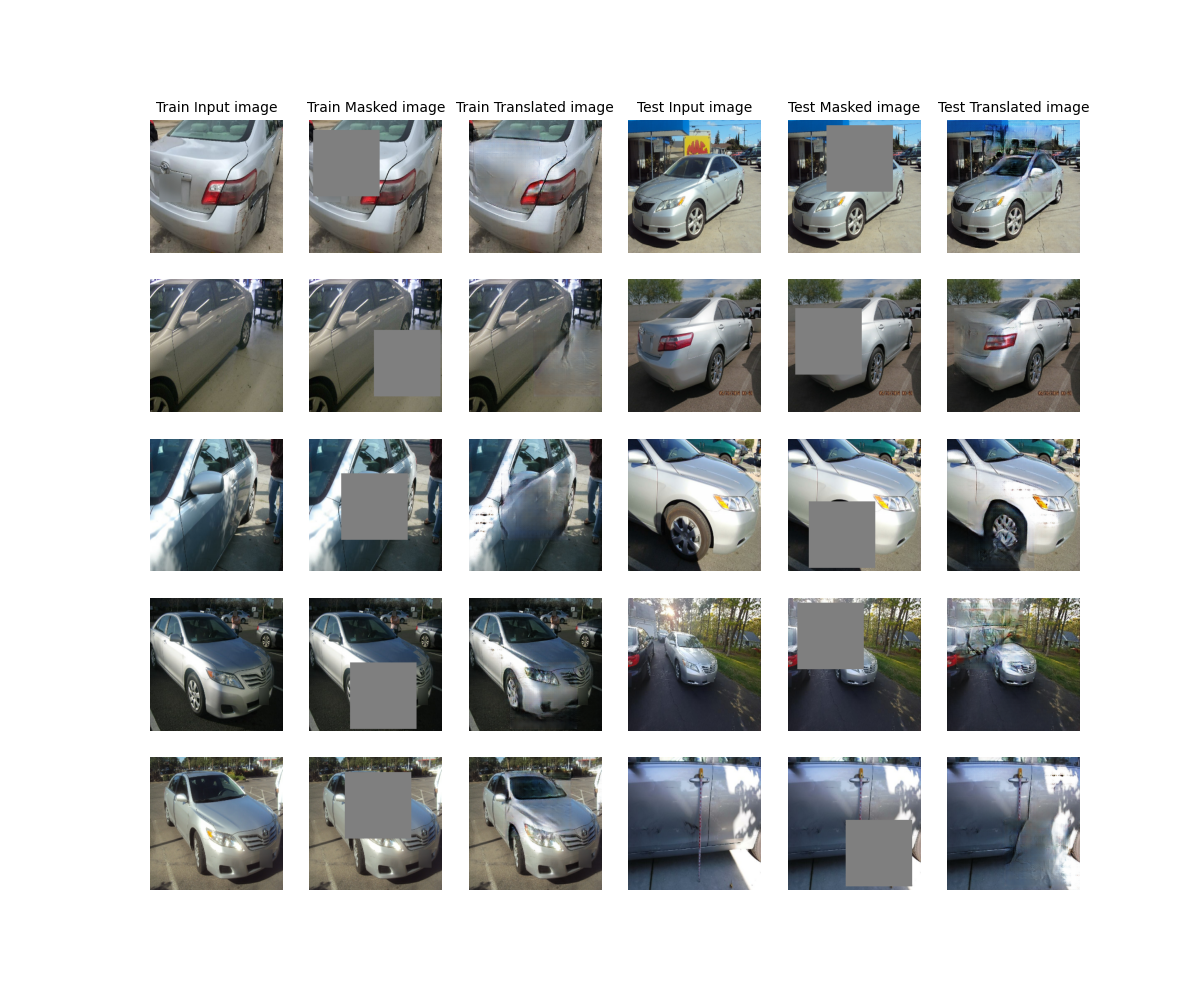 Train Input image
Train Masked image
Train Translated image
Test Input image
Test Masked image
Test Translated image